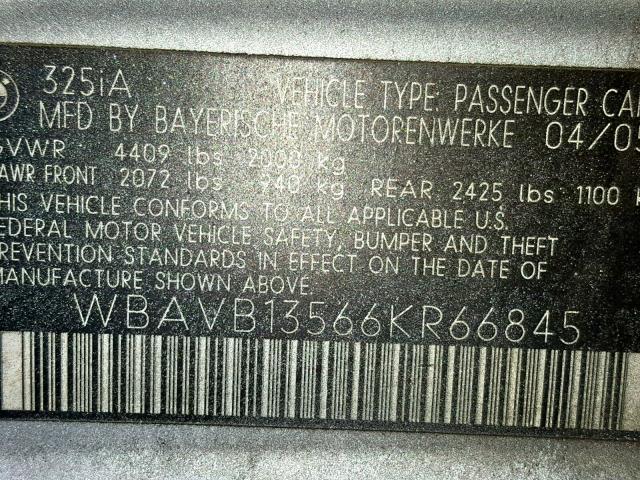 325iA VEHICLE TYPE: PASSENGER CAR
MFD BY BAYERISCHE MOTORENWERKE 04/05
GVWR 4409 lbs 2000 kg
GAWR FRONT 2072 lbs 940 kg REAR 2425 lbs 1100 k
THIS VEHICLE CONFORMS TO ALL APPLICABLE U.S.
FEDERAL MOTOR VEHICLE SAFETY, BUMPER AND THEFT
PREVENTION STANDARDS IN EFFECT ON THE DATE OF
MANUFACTURE SHOWN ABOVE.
WBAVB13566KR66845